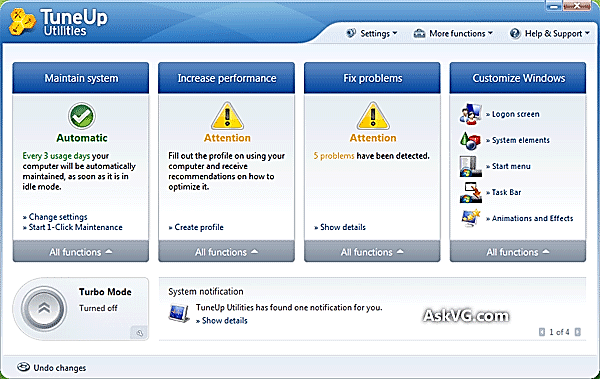 TuneUp
Utilities
Settings
More functions
Help & Support
Maintain system
Automatic
Every 3 usage days your
computer will be automatically
maintained, as soon as it is in
idle mode.
» Change settings
» Start 1-Click Maintenance
All functions
Increase performance
Attention
Fill out the profile on using your
computer and receive
recommendations on how to
optimize it.
» Create profile
All functions
Fix problems
Attention
5 problems have been detected.
» Show details
All functions
Customize Windows
» Logon screen
» System elements
» Start menu
» Task Bar
» Animations and Effects
All functions
Turbo Mode
Turned off
System notification
TuneUp Utilities has found one notification for you.
» Show details
AskVG.com
1 of 4
Undo changes